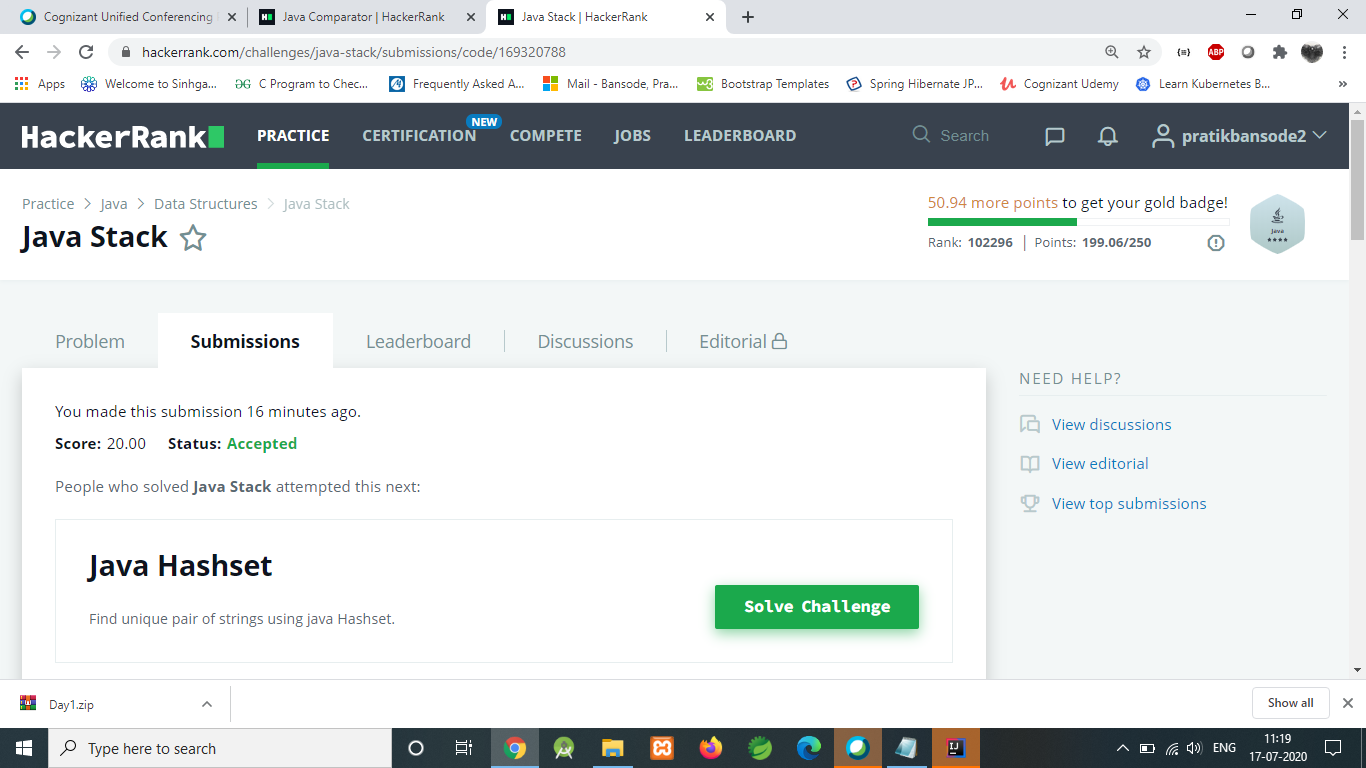 Cognizant Unified Conferencing
Java Comparator | HackerRank
Java Stack | HackerRank
hackerrank.com/challenges/java-stack/submissions/code/169320788
ABP
Apps
Welcome to Sinhga...
C Program to Chec...
Frequently Asked A...
Mail - Bansode, Pra...
Bootstrap Templates
Spring Hibernate JP...
Cognizant Udemy
Learn Kubernetes B...
HackerRank
PRACTICE
CERTIFICATION
NEW
COMPETE
JOBS
LEADERBOARD
Search
pratikbansode2
Practice > Java > Data Structures > Java Stack
Java Stack
50.94 more points to get your gold badge!
Rank: 102296 | Points: 199.06/250
Java
Problem
Submissions
Leaderboard
Discussions
Editorial
You made this submission 16 minutes ago.
Score: 20.00 Status: Accepted
People who solved Java Stack attempted this next:
Java Hashset
Find unique pair of strings using java Hashset.
Solve Challenge
NEED HELP?
View discussions
View editorial
View top submissions
Day1.zip
Show all
Type here to search
IJ
ENG
11:19
17-07-2020